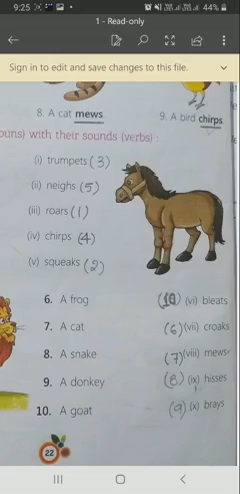 9:25 44%
1 - Read-only
Sign in to edit and save changes to this file.
8. A cat mews 9. A bird chirps
ouns) with their sounds (verbs) :
(i) trumpets (3)
(ii) neighs (5)
(iii) roars (1)
(iv) chirps (4)
(v) squeaks (2)
6. A frog (10) (vi) bleats
7. A cat (6) (vii) croaks
8. A snake (7) (viii) mews
9. A donkey (8) (ix) hisses
10. A goat (9) (x) brays
22